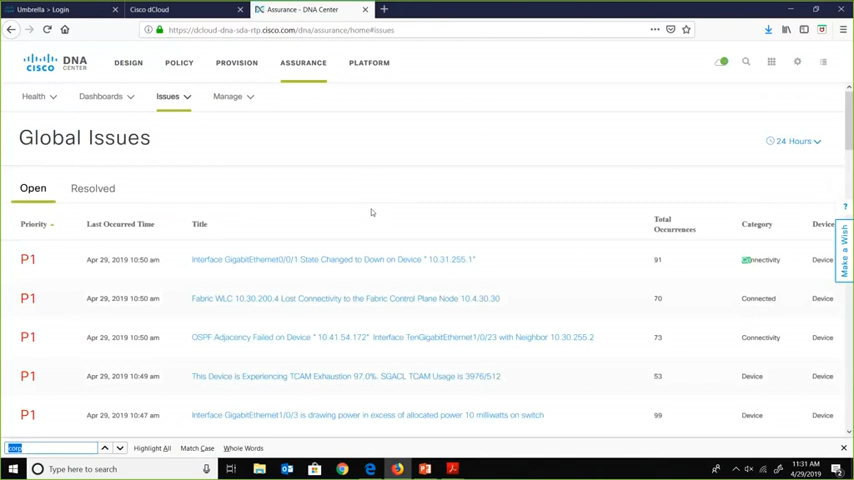 Umbrella > Login
Cisco dCloud
Assurance - DNA Center
https://dcloud-dna-sda-rtp.cisco.com/dna/assurance/home#issues
CISCO DNA CENTER
DESIGN POLICY PROVISION ASSURANCE PLATFORM
Health Dashboards Issues Manage
Global Issues
24 Hours
Open Resolved
Priority Last Occurred Time Title Total Occurrences Category Device
P1 Apr 29, 2019 10:50 am Interface GigabitEthernet0/0/1 State Changed to Down on Device " 10.31.255.1" 91 Connectivity Device
P1 Apr 29, 2019 10:50 am Fabric WLC 10.30.200.4 Lost Connectivity to the Fabric Control Plane Node 10.4.30.30 70 Connected Device
P1 Apr 29, 2019 10:50 am OSPF Adjacency Failed on Device " 10.41.54.172" Interface TenGigabitEthernet1/0/23 with Neighbor 10.30.255.2 73 Connectivity Device
P1 Apr 29, 2019 10:49 am This Device is Experiencing TCAM Exhaustion 97.0%. SGACL TCAM Usage is 3976/512 53 Device Device
P1 Apr 29, 2019 10:47 am Interface GigabitEthernet1/0/3 is drawing power in excess of allocated power 10 milliwatts on switch 99 Device Device
?
Make a Wish
corp Highlight All Match Case Whole Words
Type here to search
11:31 AM
4/29/2019
2